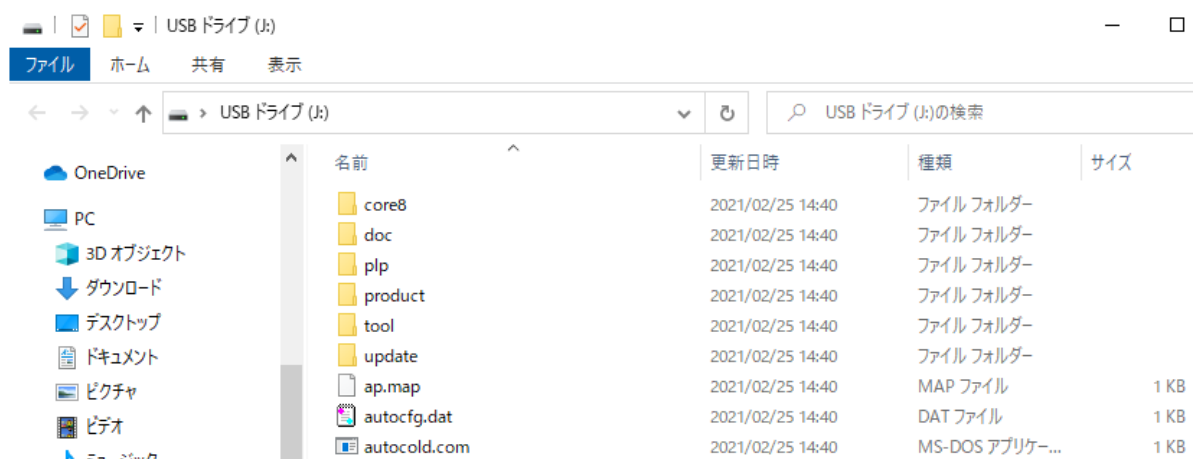 USB ドライブ (J:)
ファイル ホーム 共有 表示
USB ドライブ (J:) USB ドライブ (J:)の検索
名前 更新日時 種類 サイズ
OneDrive
PC
3D オブジェクト
ダウンロード
デスクトップ
ドキュメント
ピクチャ
ビデオ
core8 2021/02/25 14:40 ファイル フォルダー
doc 2021/02/25 14:40 ファイル フォルダー
plp 2021/02/25 14:40 ファイル フォルダー
product 2021/02/25 14:40 ファイル フォルダー
tool 2021/02/25 14:40 ファイル フォルダー
update 2021/02/25 14:40 ファイル フォルダー
ap.map 2021/02/25 14:40 MAP ファイル 1 KB
autocfg.dat 2021/02/25 14:40 DAT ファイル 1 KB
autocold.com 2021/02/25 14:40 MS-DOS アプリケー... 1 KB